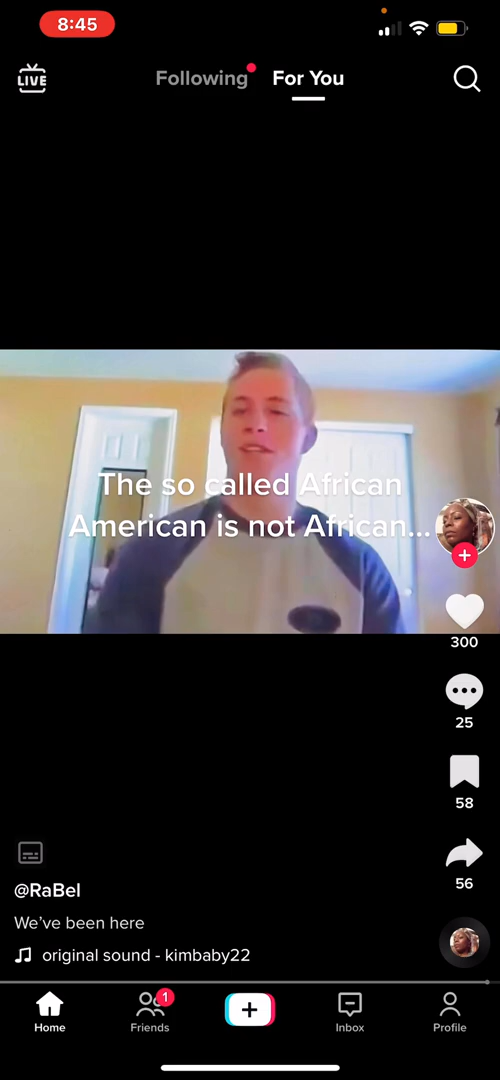 8:45
LIVE
Following
For You
The so called African
American is not African...
300
25
58
56
@RaBel
We've been here
original sound - kimbaby22
1
Home
Friends
Inbox
Profile